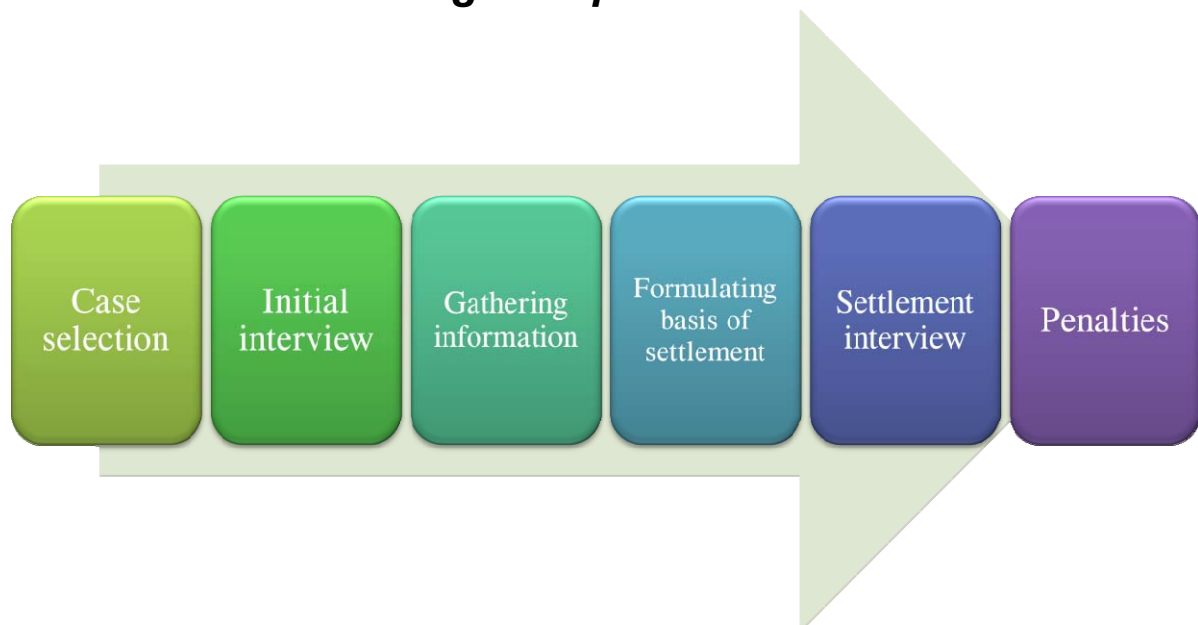 Case
selection
Initial
interview
Gathering
information
Formulating
basis of
settlement
Settlement
interview
Penalties